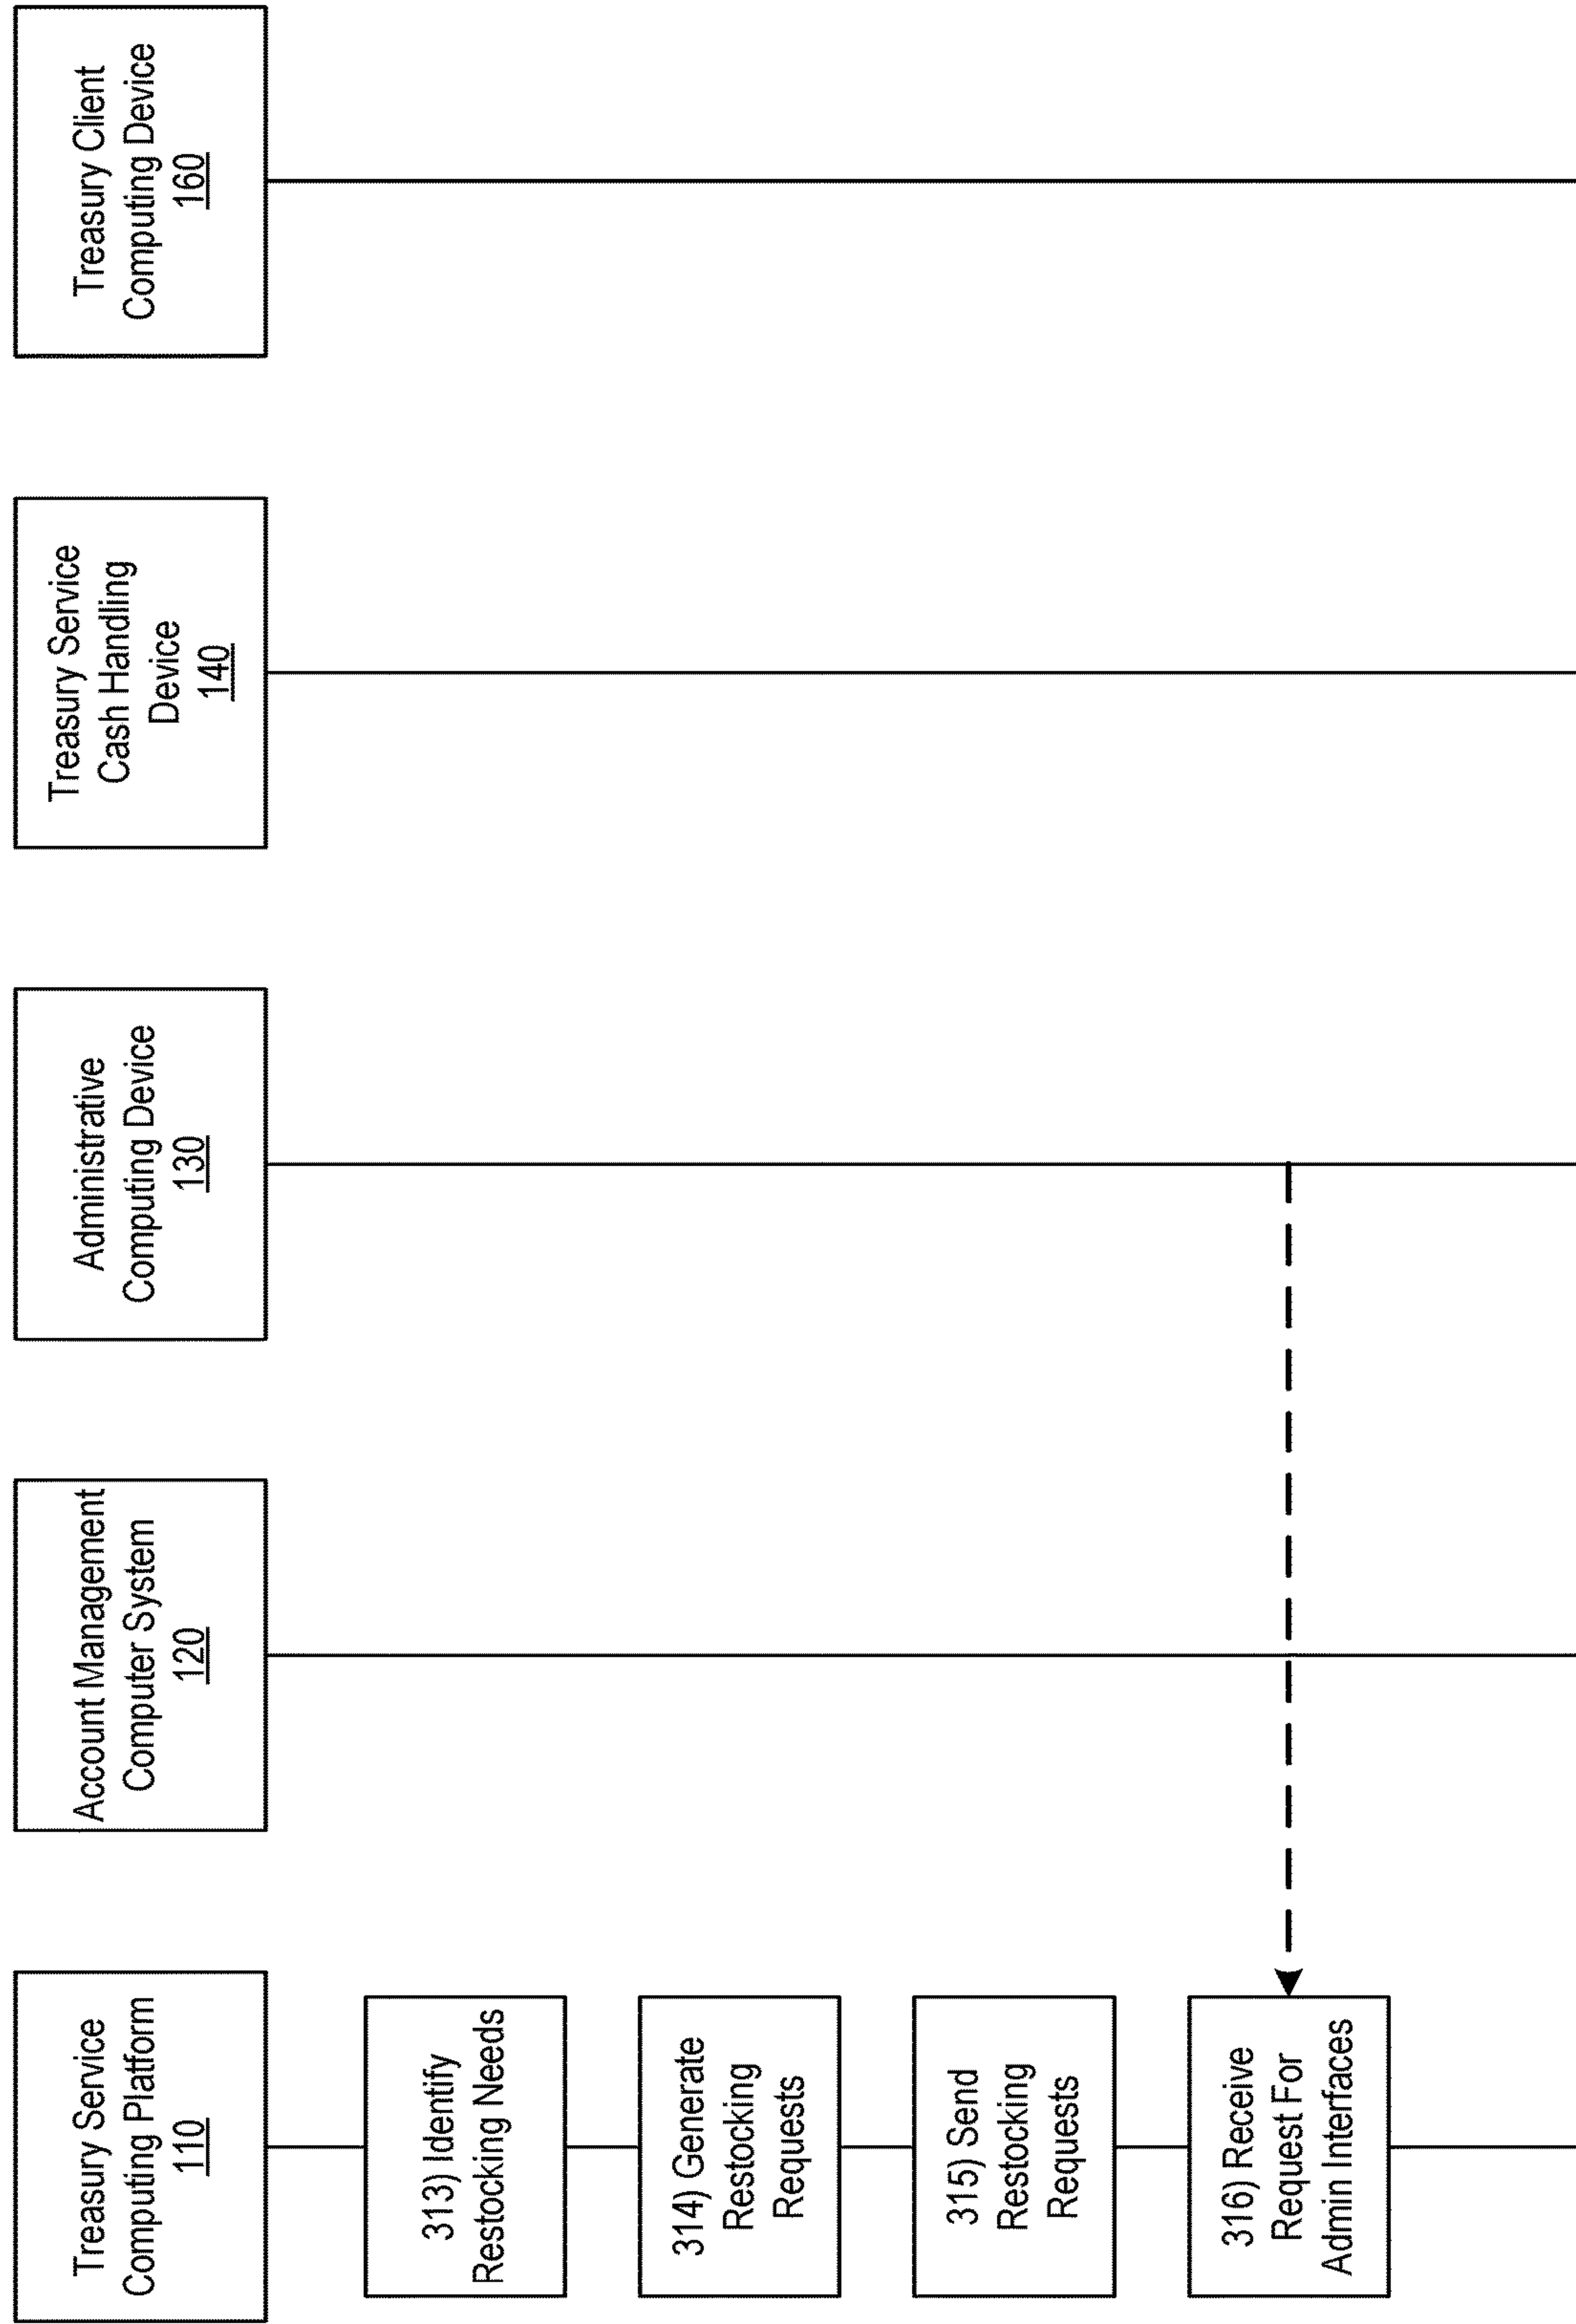 Treasury Service
Computing Platform
110
Account Management
Computer System
120
Administrative
Computing Device
130
Treasury Service
Cash Handling
Device
140
Treasury Client
Computing Device
160
313) Identify
Restocking Needs
314) Generate
Restocking
Requests
315) Send
Restocking
Requests
316) Receive
Request For
Admin Interfaces